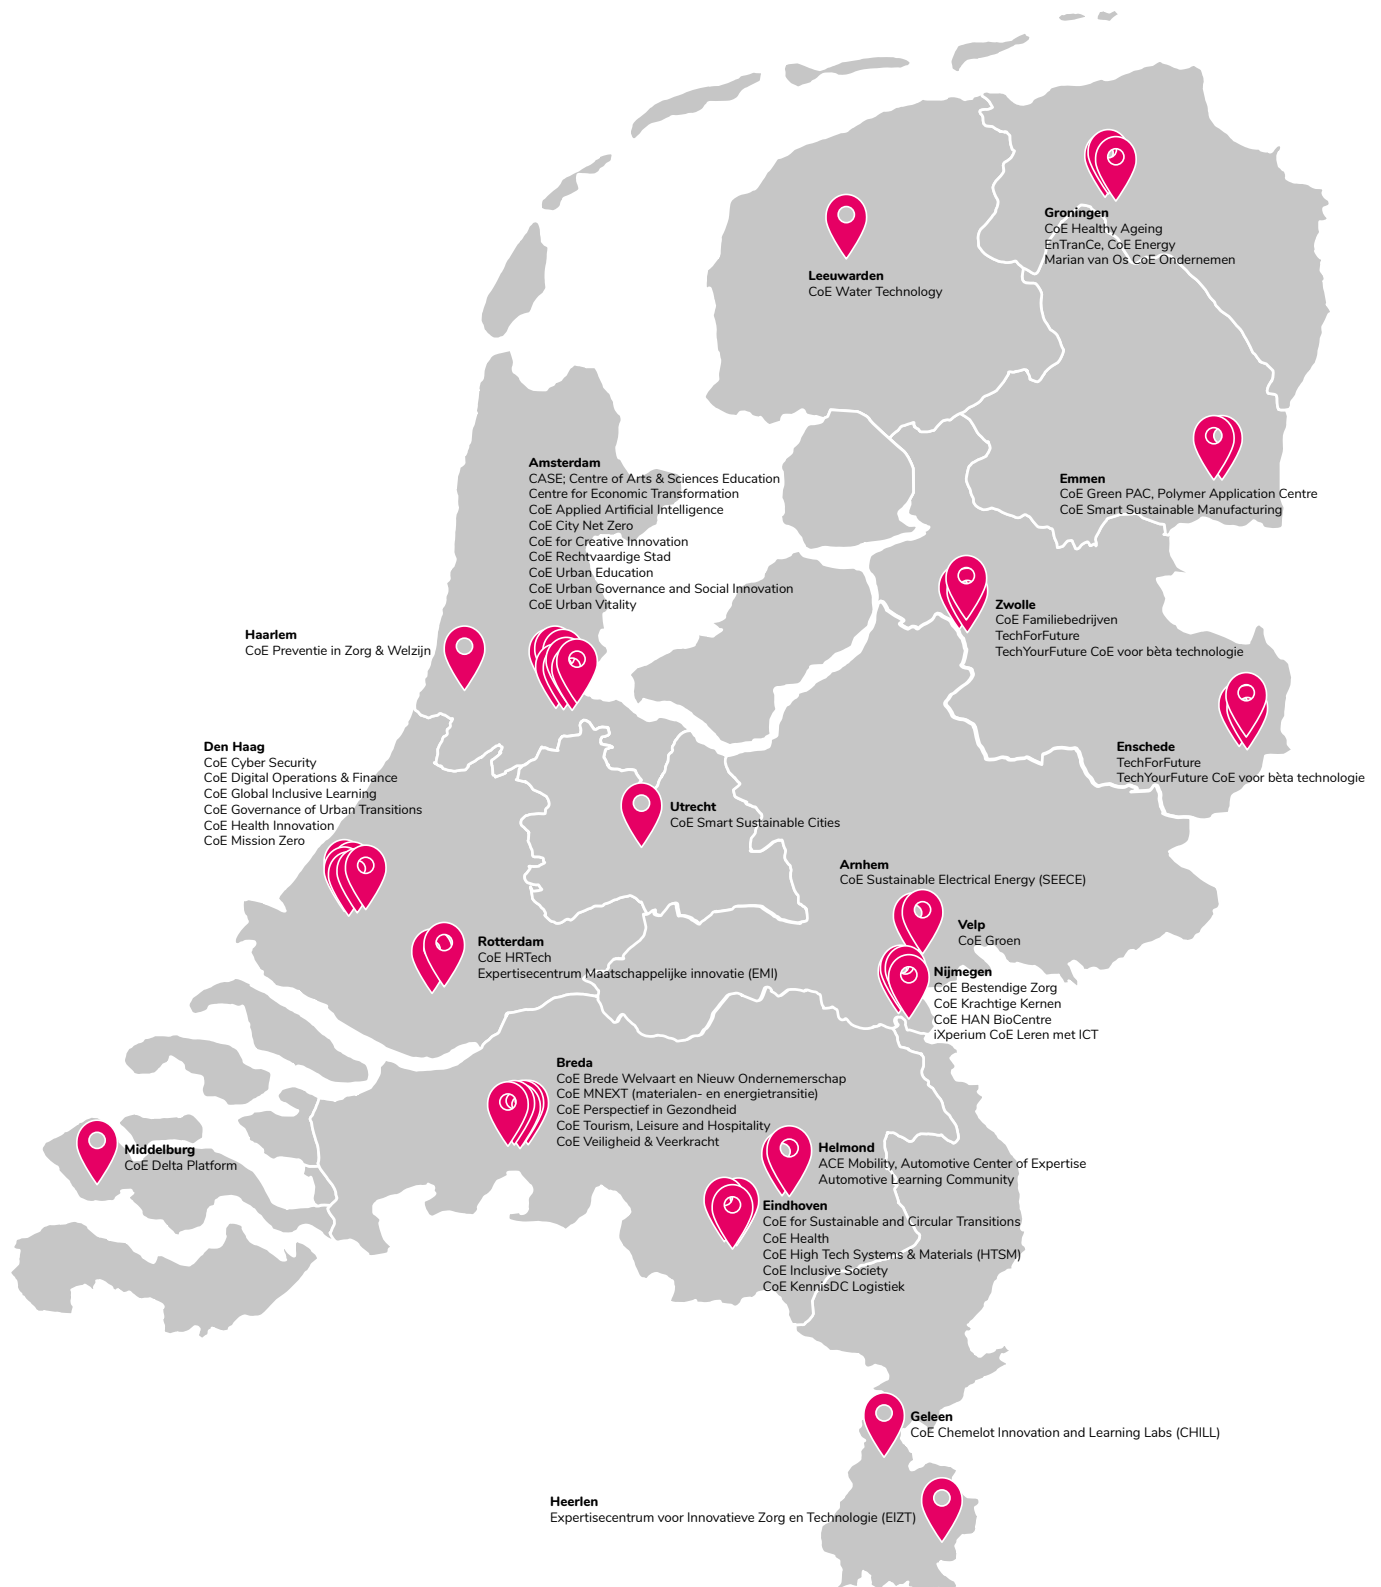 Groningen
CoE Healthy Ageing
EnTranCe, CoE Energy
Marian van Os CoE Ondernemen
Leeuwarden
CoE Water Technology
Amsterdam
CASE; Centre of Arts & Sciences Education
Centre for Economic Transformation
CoE Applied Artificial Intelligence
CoE City Net Zero
CoE for Creative Innovation
CoE Rechtvaardige Stad
CoE Urban Education
CoE Urban Governance and Social Innovation
CoE Urban Vitality
Emmen
CoE Green PAC, Polymer Application Centre
CoE Smart Sustainable Manufacturing
Zwolle
CoE Familiebedrijven
TechForFuture
TechYourFuture CoE voor bèta technologie
Haarlem
CoE Preventie in Zorg & Welzijn
Den Haag
CoE Cyber Security
CoE Digital Operations & Finance
CoE Global Inclusive Learning
CoE Governance of Urban Transitions
CoE Health Innovation
CoE Mission Zero
Enschede
TechForFuture
TechYourFuture CoE voor bèta technologie
Utrecht
CoE Smart Sustainable Cities
Arnhem
CoE Sustainable Electrical Energy (SEECE)
Velp
CoE Groen
Rotterdam
CoE HRTech
Expertisecentrum Maatschappelijke innovatie (EMI)
Nijmegen
CoE Bestendige Zorg
CoE Krachtige Kernen
CoE HAN BioCentre
iXperium CoE Leren met ICT
Breda
CoE Brede Welvaart en Nieuw Ondernemerschap
CoE MNEXT (materialen- en energietransitie)
CoE Perspectief in Gezondheid
CoE Tourism, Leisure and Hospitality
CoE Veiligheid & Veerkracht
Middelburg
CoE Delta Platform
Helmond
ACE Mobility, Automotive Center of Expertise
Automotive Learning Community
Eindhoven
CoE for Sustainable and Circular Transitions
CoE Health
CoE High Tech Systems & Materials (HTSM)
CoE Inclusive Society
CoE KennisDC Logistiek
Geleen
CoE Chemelot Innovation and Learning Labs (CHILL)
Heerlen
Expertisecentrum voor Innovatieve Zorg en Technologie (EIZT)